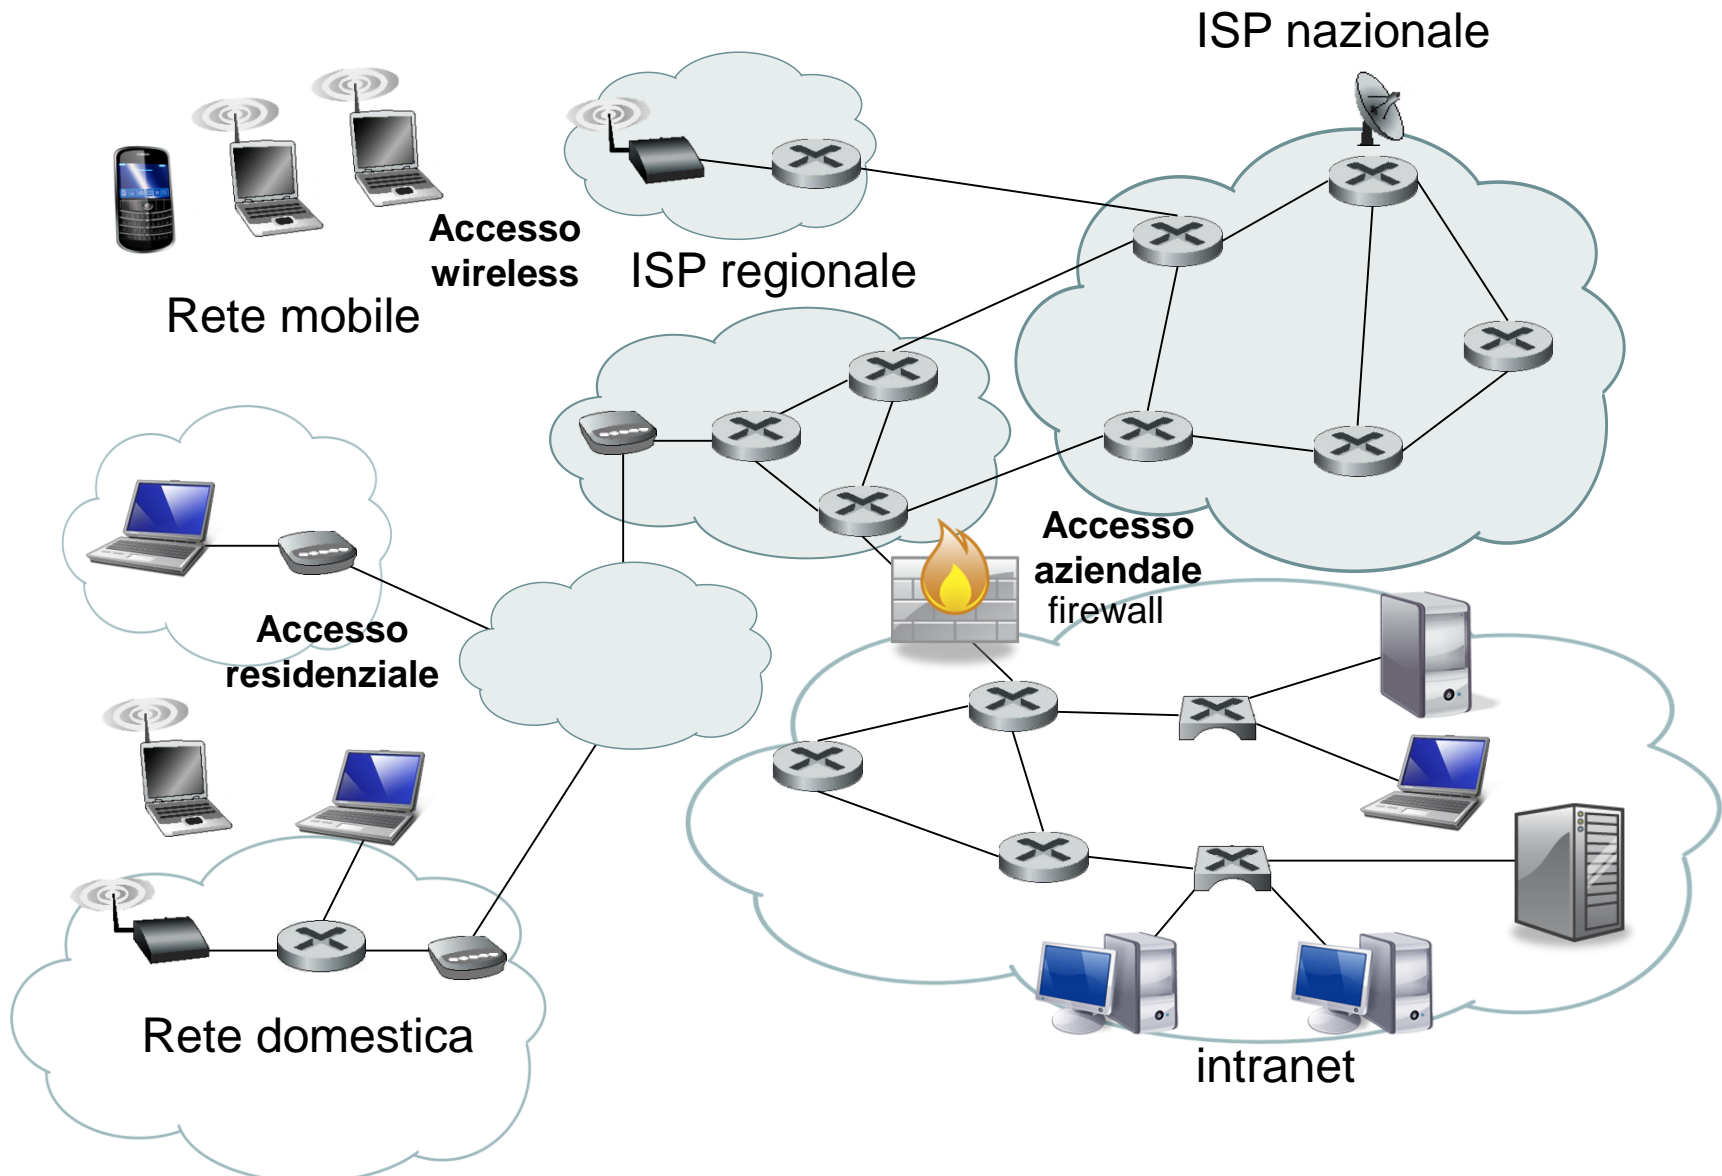 ISP nazionale
Accesso
wireless
ISP regionale
Rete mobile
Accesso
aziendale
firewall
Accesso
residenziale
Rete domestica
intranet